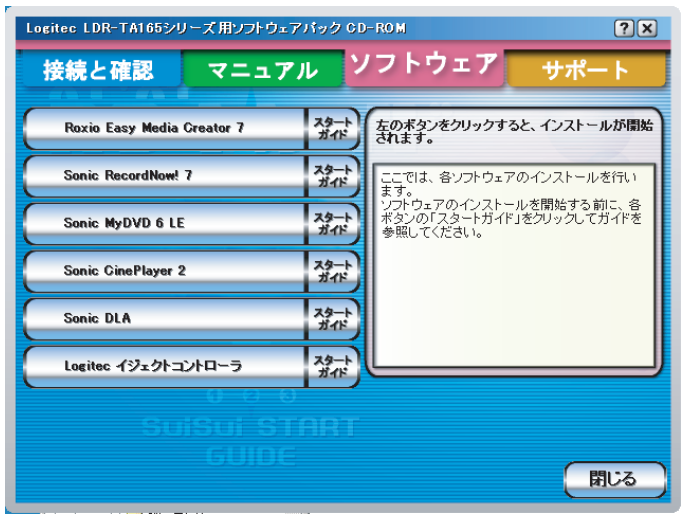 Logitec LDR-TA165シリーズ用ソフトウェアパック CD-ROM
接続と確認
マニュアル
ソフトウェア
サポート
Roxio Easy Media Creator 7
スタート
ガイド
Sonic RecordNow! 7
スタート
ガイド
Sonic MyDVD 6 LE
スタート
ガイド
Sonic CinePlayer 2
スタート
ガイド
Sonic DLA
スタート
ガイド
Logitec イジェクトコントローラ
スタート
ガイド
左のボタンをクリックすると、インストールが開始
されます。
ここでは、各ソフトウェアのインストールを行い
ます。
ソフトウェアのインストールを開始する前に、各
ボタンの「スタートガイド」をクリックしてガイドを
参照してください。
SuiSui START
GUIDE
閉じる